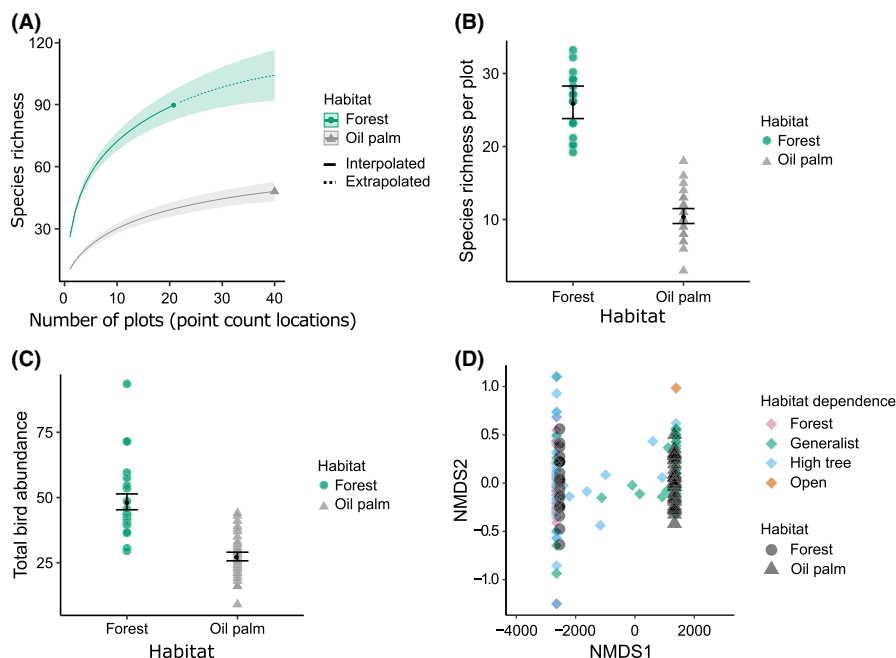 (A)
Species richness
120
90
60
30
0 10 20 30 40
Number of plots (point count locations)
Habitat
Forest
Oil palm
Interpolated
Extrapolated
(B)
Species richness per plot
30
20
10
Forest Oil palm
Habitat
Habitat
Forest
Oil palm
(C)
Total bird abundance
75
50
25
Forest Oil palm
Habitat
Habitat
Forest
Oil palm
(D)
NMDS2
1.0
0.5
0.0
−0.5
−1.0
−4000 −2000 0 2000
NMDS1
Habitat dependence
Forest
Generalist
High tree
Open
Habitat
Forest
Oil palm